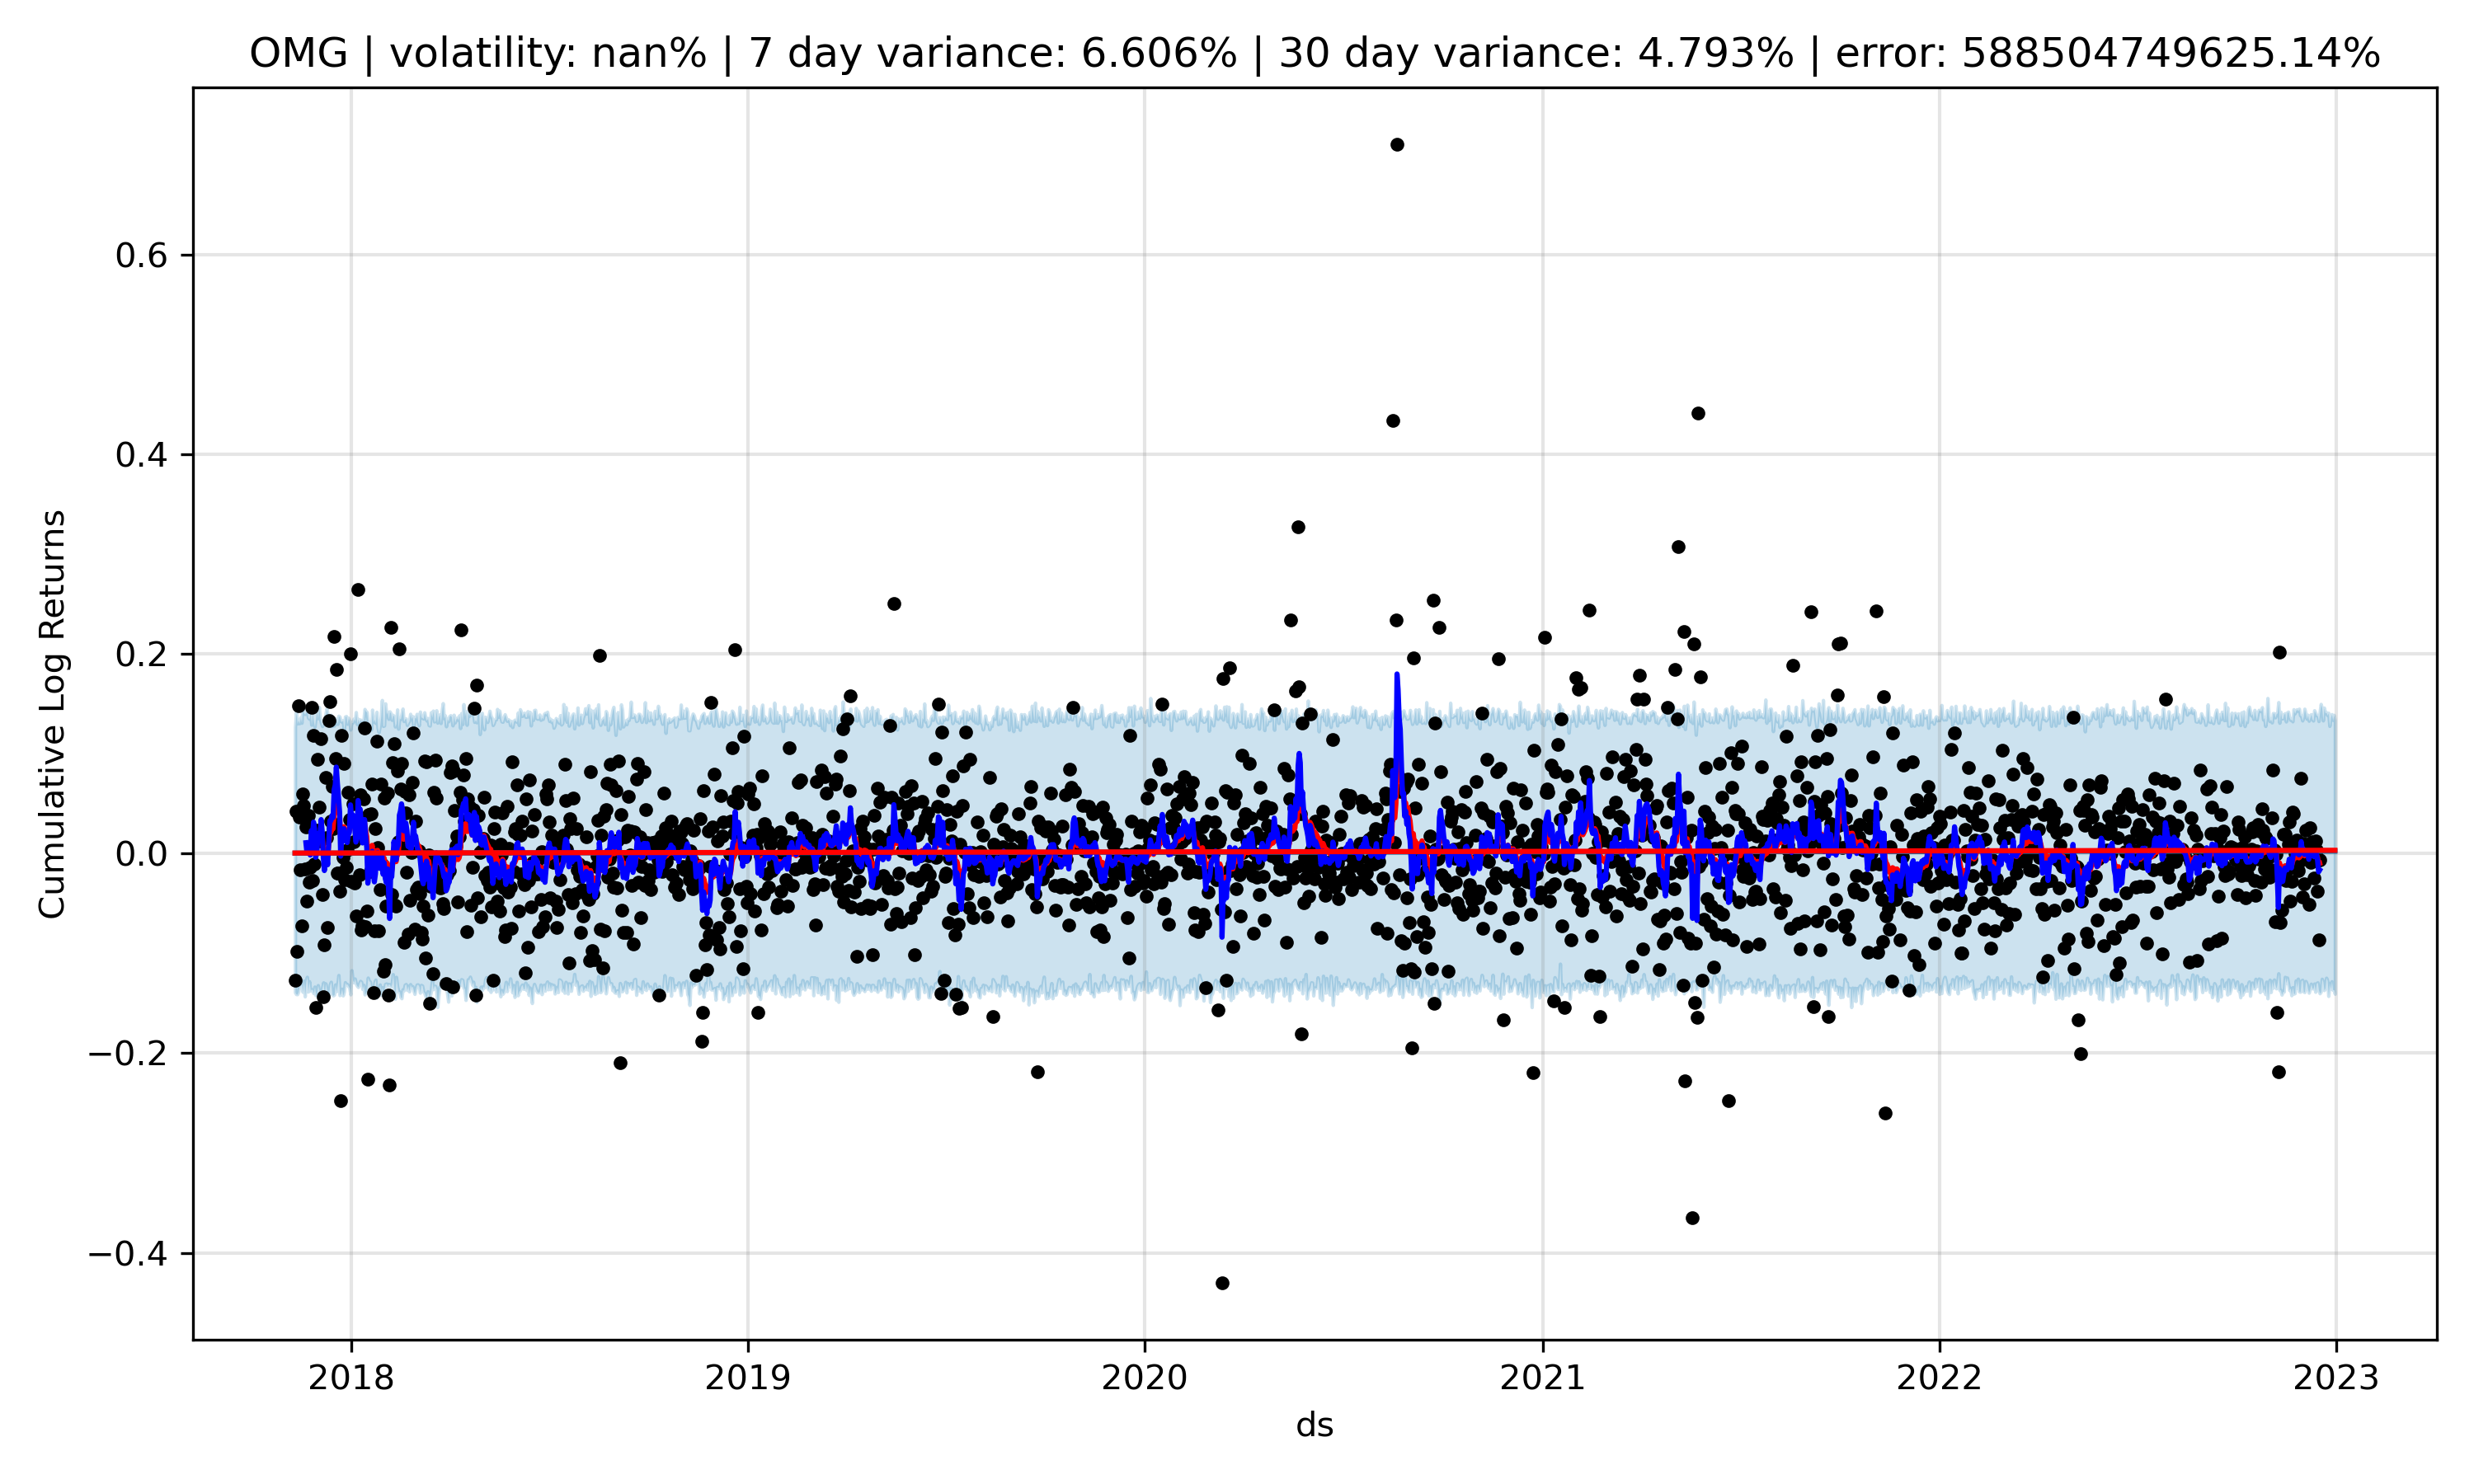 OMG | volatility: nan% | 7 day variance: 6.606% | 30 day variance: 4.793% | error: 588504749625.14%
Cumulative Log Returns
0.6
0.4
0.2
0.0
−0.2
−0.4
2018 2019 2020 2021 2022 2023
ds